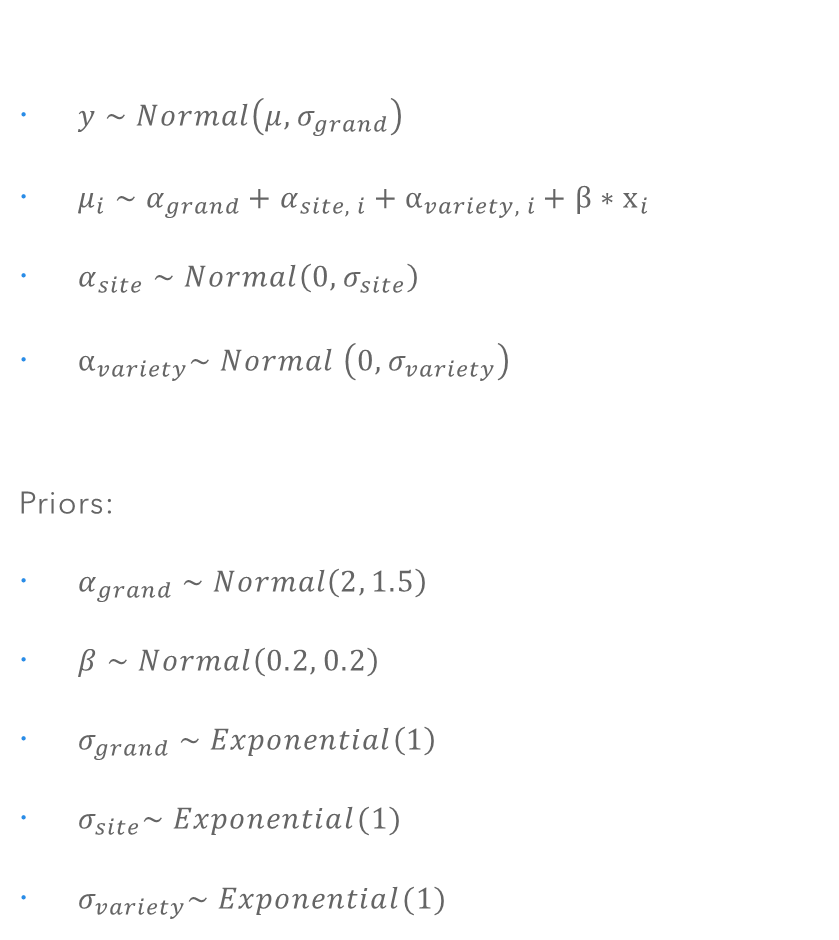 • y ~ Normal(μ, σ_grand)
• μ_i ~ α_grand + α_site, i + α_variety, i + β * x_i
• α_site ~ Normal(0, σ_site)
• α_variety~ Normal (0, σ_variety)
Priors:
• α_grand ~ Normal(2, 1.5)
• β ~ Normal(0.2, 0.2)
• σ_grand ~ Exponential(1)
• σ_site~ Exponential(1)
• σ_variety~ Exponential(1)